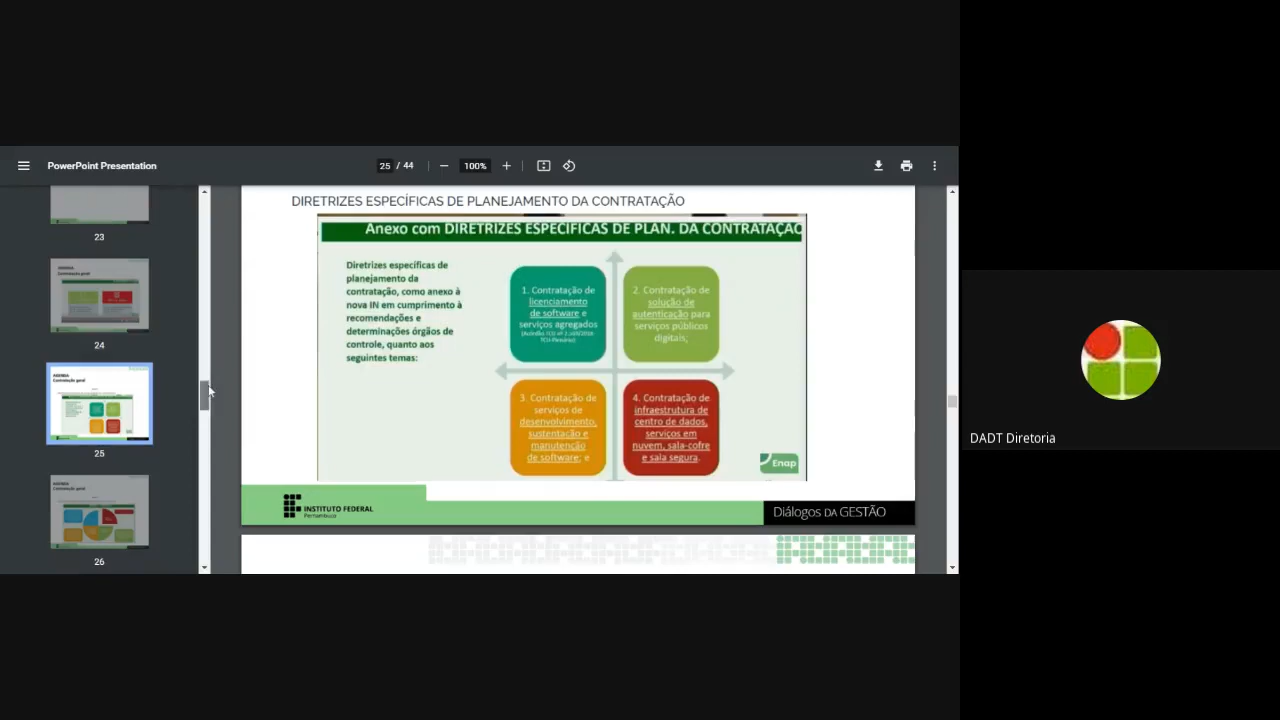 PowerPoint Presentation
25 / 44
100%
23
24
25
26
DIRETRIZES ESPECÍFICAS DE PLANEJAMENTO DA CONTRATAÇÃO
Anexo com DIRETRIZES ESPECÍFICAS DE PLAN. DA CONTRATAÇÃO
Diretrizes específicas de
planejamento da
contratação, como anexo à
nova IN em cumprimento à
recomendações e
determinações órgãos de
controle, quanto aos
seguintes temas:
1. Contratação de
licenciamento
de software e
serviços agregados
2. Contratação de
solução de
autenticação para
serviços públicos
digitais;
3. Contratação de
serviços de
desenvolvimento,
sustentação e
manutenção
de software; e
4. Contratação de
infraestrutura de
centro de dados,
serviços em
nuvem, sala-cofre
e sala segura.
Enap
INSTITUTO FEDERAL
Pernambuco
Diálogos DA GESTÃO
DADT Diretoria